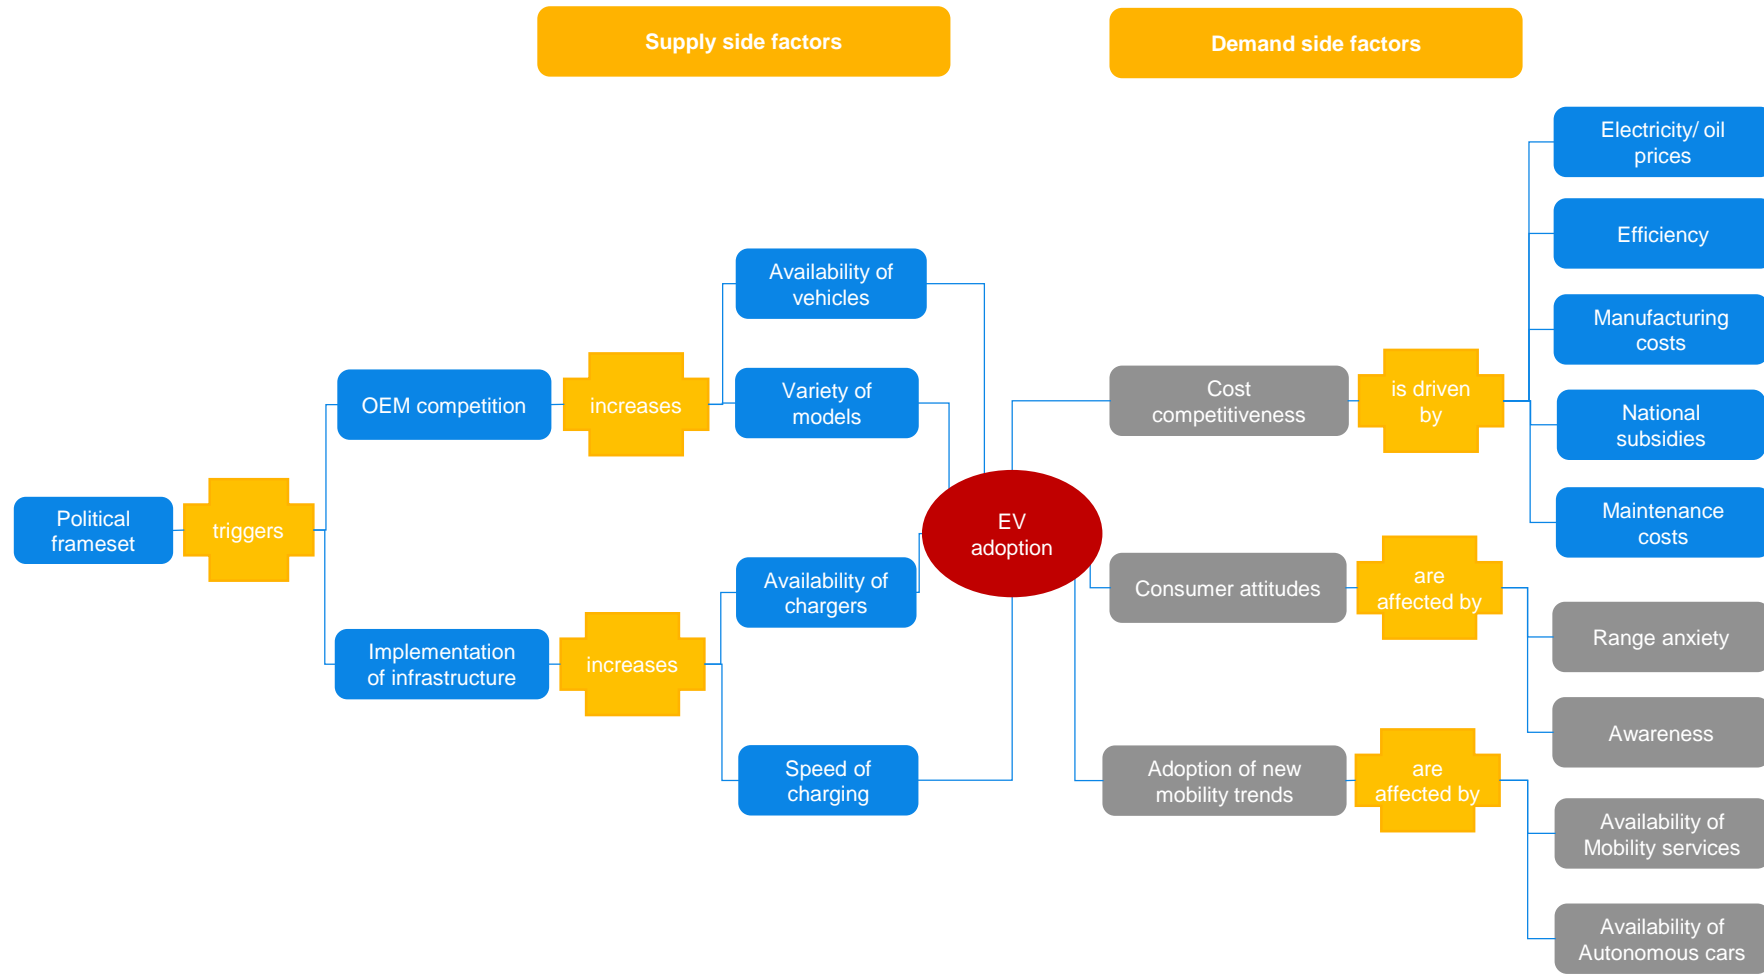 Supply side factors
Demand side factors
Political
frameset
triggers
OEM competition
increases
Availability of
vehicles
Variety of
models
Implementation
of infrastructure
increases
Availability of
chargers
Speed of
charging
EV
adoption
Cost
competitiveness
is driven
by
Electricity/ oil
prices
Efficiency
Manufacturing
costs
National
subsidies
Maintenance
costs
Consumer attitudes
are
affected by
Range anxiety
Awareness
Adoption of new
mobility trends
are
affected by
Availability of
Mobility services
Availability of
Autonomous cars